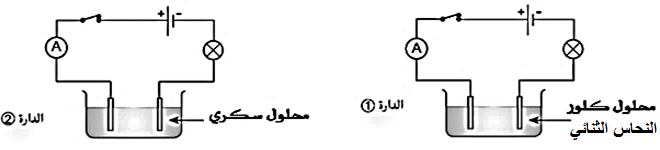 + -
A
الدارة ①
محلول كلور
النحاس الثنائي
+ -
A
الدارة ②
محلول سكري